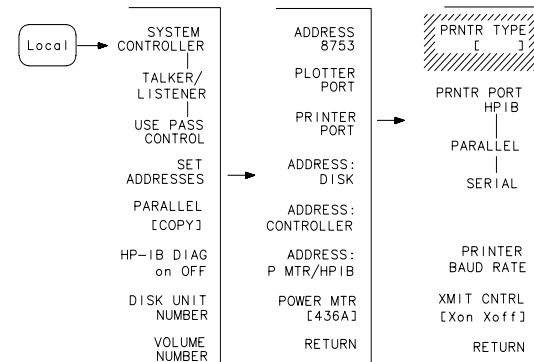 Local
SYSTEM
CONTROLLER
TALKER/
LISTENER
USE PASS
CONTROL
SET
ADDRESSES
PARALLEL
[COPY]
HP-IB DIAG
on OFF
DISK UNIT
NUMBER
VOLUME
NUMBER
ADDRESS
8753
PLOTTER
PORT
PRINTER
PORT
ADDRESS:
DISK
ADDRESS:
CONTROLLER
ADDRESS:
P MTR/HPIB
POWER MTR
[436A]
RETURN
PRNTR TYPE
[ ]
PRNTR PORT
HPIB
PARALLEL
SERIAL
PRINTER
BAUD RATE
XMIT CNTRL
[Xon Xoff]
RETURN